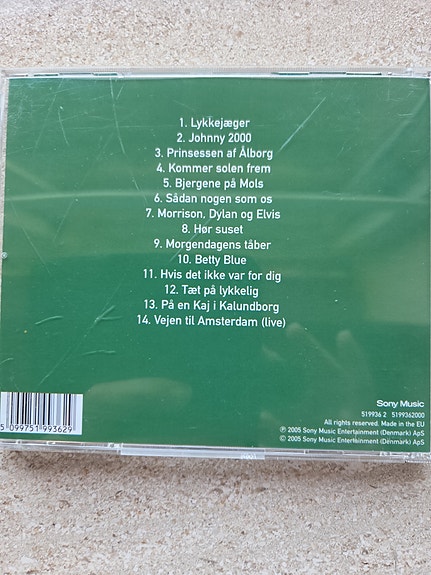 1. Lykkejæger
2. Johnny 2000
3. Prinsessen af Ålborg
4. Kommer solen frem
5. Bjergene på Mols
6. Sådan nogen som os
7. Morrison, Dylan og Elvis
8. Hør suset
9. Morgendagens tåber
10. Betty Blue
11. Hvis det ikke var for dig
12. Tæt på lykkelig
13. På en Kaj i Kalundborg
14. Vejen til Amsterdam (live)
Sony Music
519936 2 5199362000
All rights reserved. Made in the EU
℗ 2005 Sony Music Entertainment (Denmark) ApS
© 2005 Sony Music Entertainment (Denmark) ApS
5 099751 993629